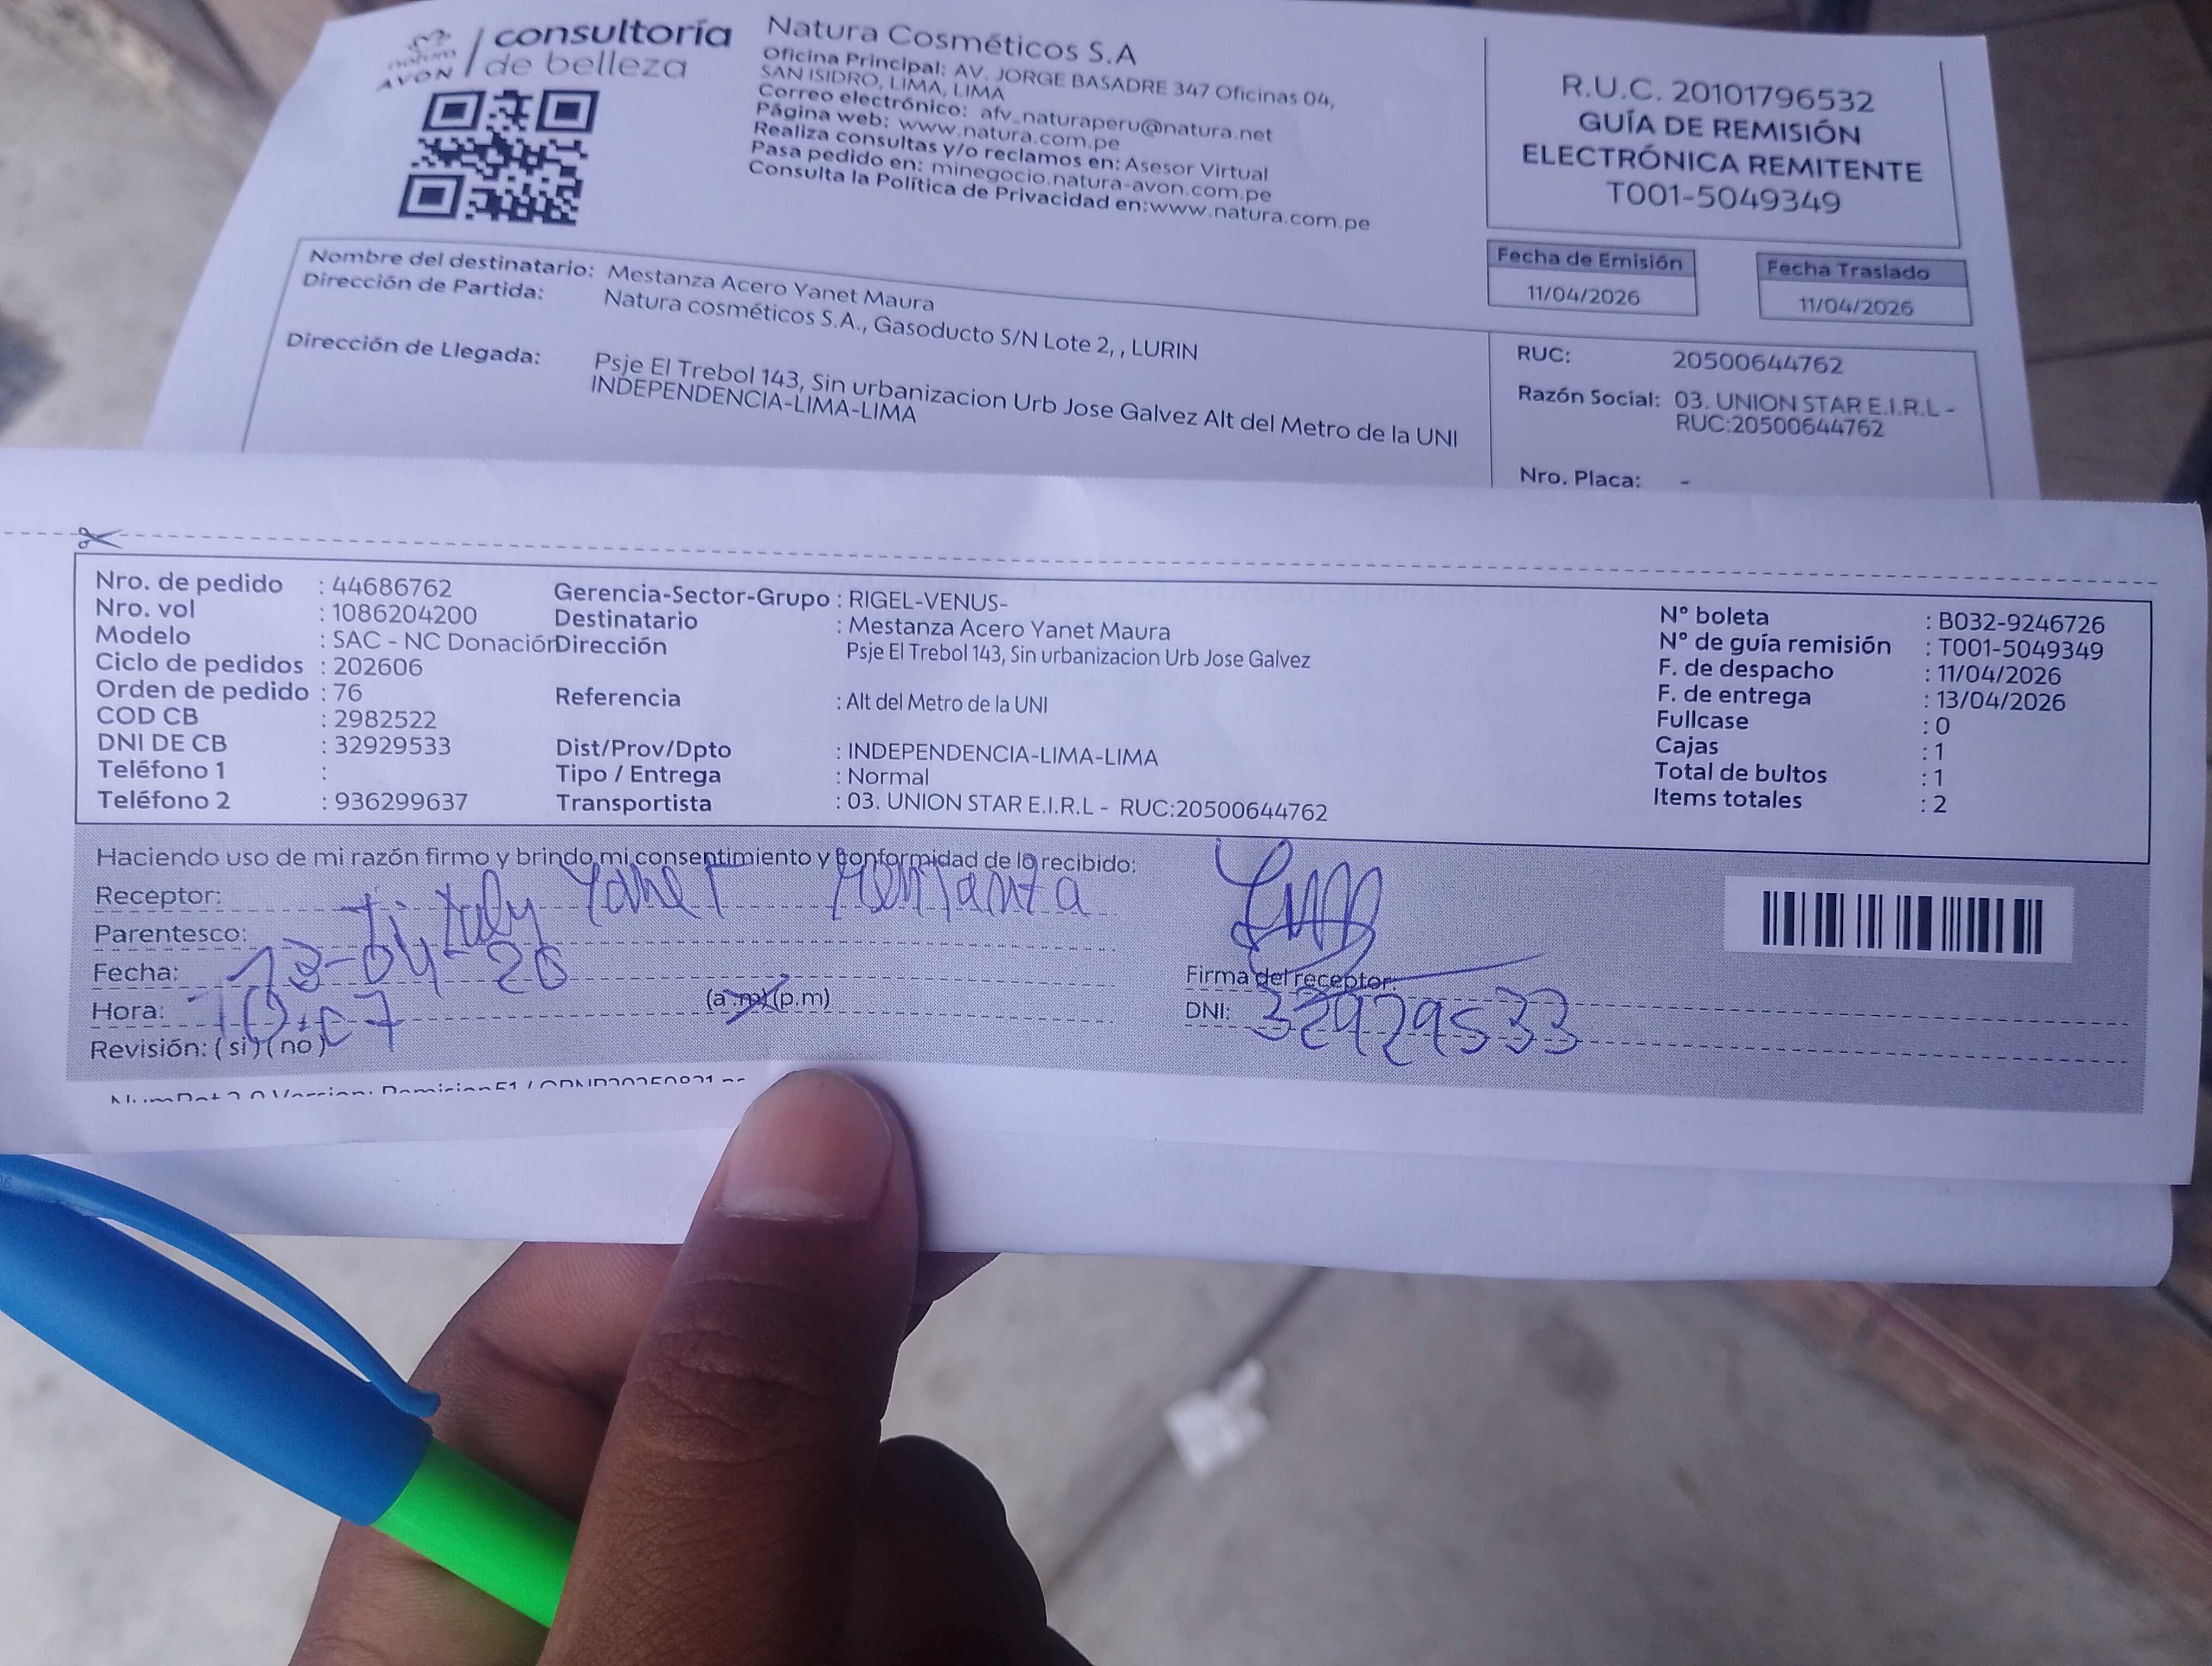 natura
AVON
consultoría
de belleza
Natura Cosméticos S.A
Oficina Principal: AV. JORGE BASADRE 347 Oficinas 04,
SAN ISIDRO, LIMA, LIMA
Correo electrónico: afv_naturaperu@natura.net
Página web: www.natura.com.pe
Realiza consultas y/o reclamos en: Asesor Virtual
Pasa pedido en: minegocio.natura-avon.com.pe
Consulta la Política de Privacidad en:www.natura.com.pe
R.U.C. 20101796532
GUÍA DE REMISIÓN
ELECTRÓNICA REMITENTE
T001-5049349
Fecha de Emisión
11/04/2026
Fecha Traslado
11/04/2026
Nombre del destinatario: Mestanza Acero Yanet Maura
Dirección de Partida: Natura cosméticos S.A., Gasoducto S/N Lote 2, , LURIN
Dirección de Llegada: Psje El Trebol 143, Sin urbanizacion Urb Jose Galvez Alt del Metro de la UNI
INDEPENDENCIA-LIMA-LIMA
RUC: 20500644762
Razón Social: 03. UNION STAR E.I.R.L -
RUC:20500644762
Nro. Placa: -
Nro. de pedido : 44686762
Nro. vol : 1086204200
Modelo : SAC - NC Donación
Ciclo de pedidos : 202606
Orden de pedido : 76
COD CB : 2982522
DNI DE CB : 32929533
Teléfono 1 :
Teléfono 2 : 936299637
Gerencia-Sector-Grupo : RIGEL-VENUS-
Destinatario : Mestanza Acero Yanet Maura
Dirección Psje El Trebol 143, Sin urbanizacion Urb Jose Galvez
Referencia : Alt del Metro de la UNI
Dist/Prov/Dpto : INDEPENDENCIA-LIMA-LIMA
Tipo / Entrega : Normal
Transportista : 03. UNION STAR E.I.R.L - RUC:20500644762
N° boleta : B032-9246726
N° de guía remisión : T001-5049349
F. de despacho : 11/04/2026
F. de entrega : 13/04/2026
Fullcase : 0
Cajas : 1
Total de bultos : 1
Items totales : 2
Haciendo uso de mi razón firmo y brindo mi consentimiento y conformidad de lo recibido:
Receptor: Yanet Mestanza
Parentesco:
Fecha: 13-04-26
Hora: 10:07 (a.m)(p.m)
Revisión: (si) (no)
Firma del receptor:
DNI: 32929533